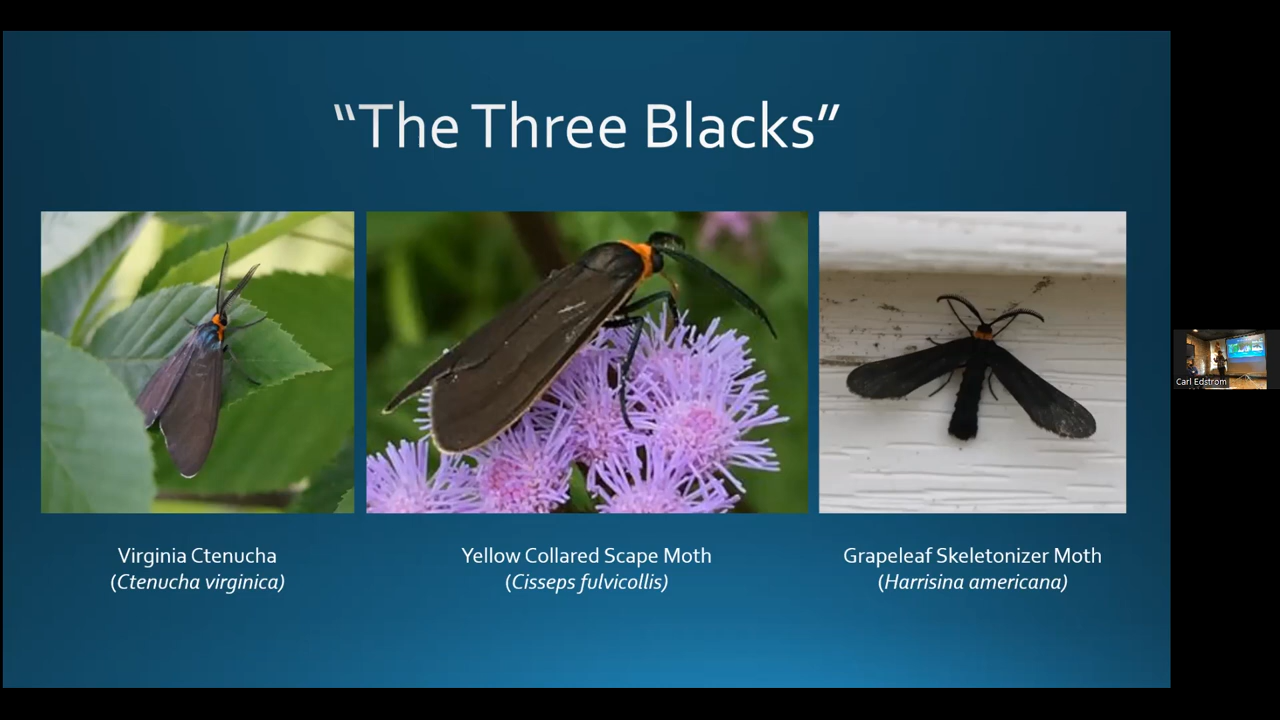 “The Three Blacks”
Virginia Ctenucha
(Ctenucha virginica)
Yellow Collared Scape Moth
(Cisseps fulvicollis)
Grapeleaf Skeletonizer Moth
(Harrisina americana)
Carl Edstrom